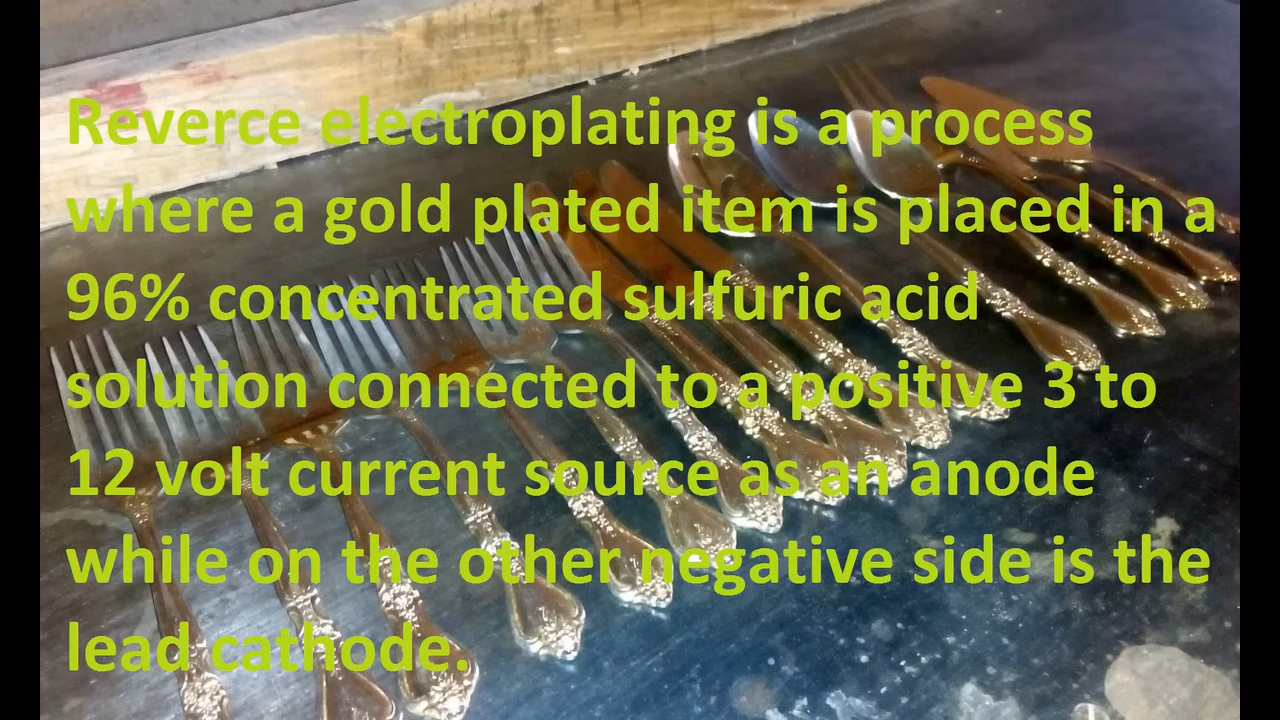 Reverce electroplating is a process
where a gold plated item is placed in a
96% concentrated sulfuric acid
solution connected to a positive 3 to
12 volt current source as an anode
while on the other negative side is the
lead cathode.